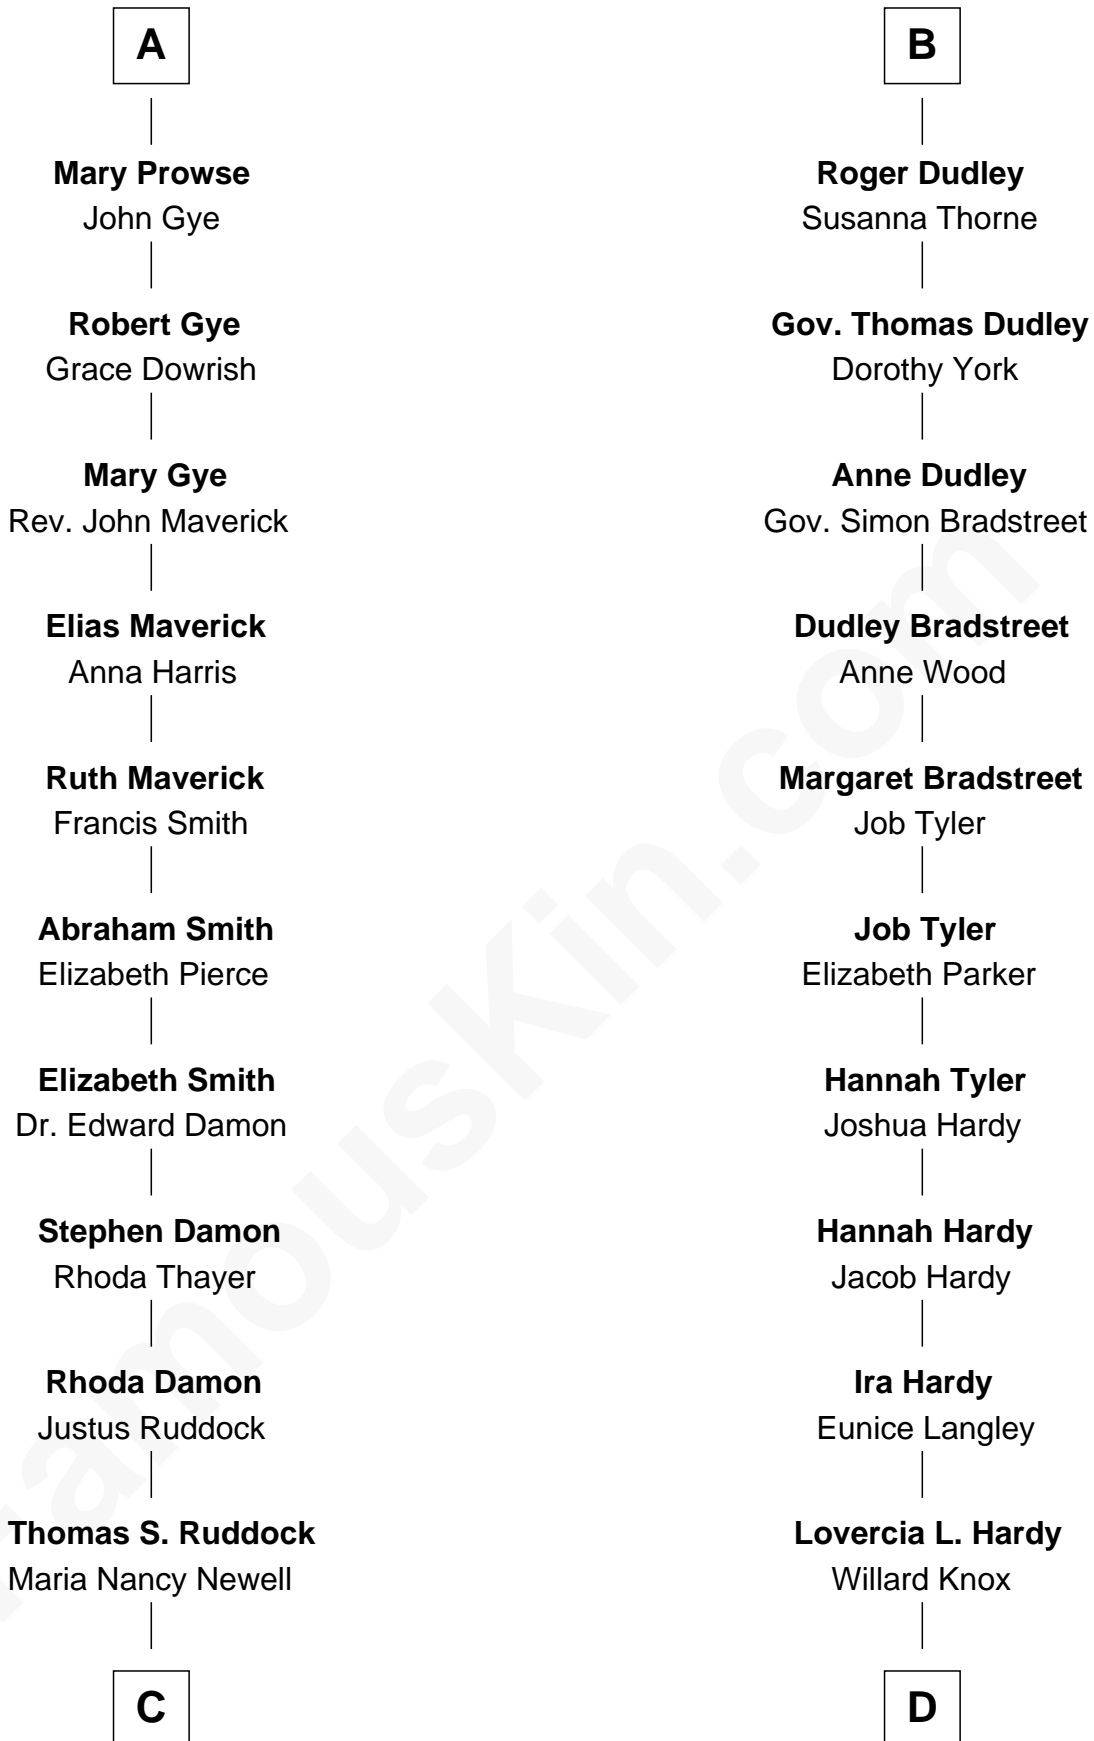 A
Mary Prowse
John Gye
Robert Gye
Grace Dowrish
Mary Gye
Rev. John Maverick
Elias Maverick
Anna Harris
Ruth Maverick
Francis Smith
Abraham Smith
Elizabeth Pierce
Elizabeth Smith
Dr. Edward Damon
Stephen Damon
Rhoda Thayer
Rhoda Damon
Justus Ruddock
Thomas S. Ruddock
Maria Nancy Newell
C
B
Roger Dudley
Susanna Thorne
Gov. Thomas Dudley
Dorothy York
Anne Dudley
Gov. Simon Bradstreet
Dudley Bradstreet
Anne Wood
Margaret Bradstreet
Job Tyler
Job Tyler
Elizabeth Parker
Hannah Tyler
Joshua Hardy
Hannah Hardy
Jacob Hardy
Ira Hardy
Eunice Langley
Lovercia L. Hardy
Willard Knox
D
FamousKin.com